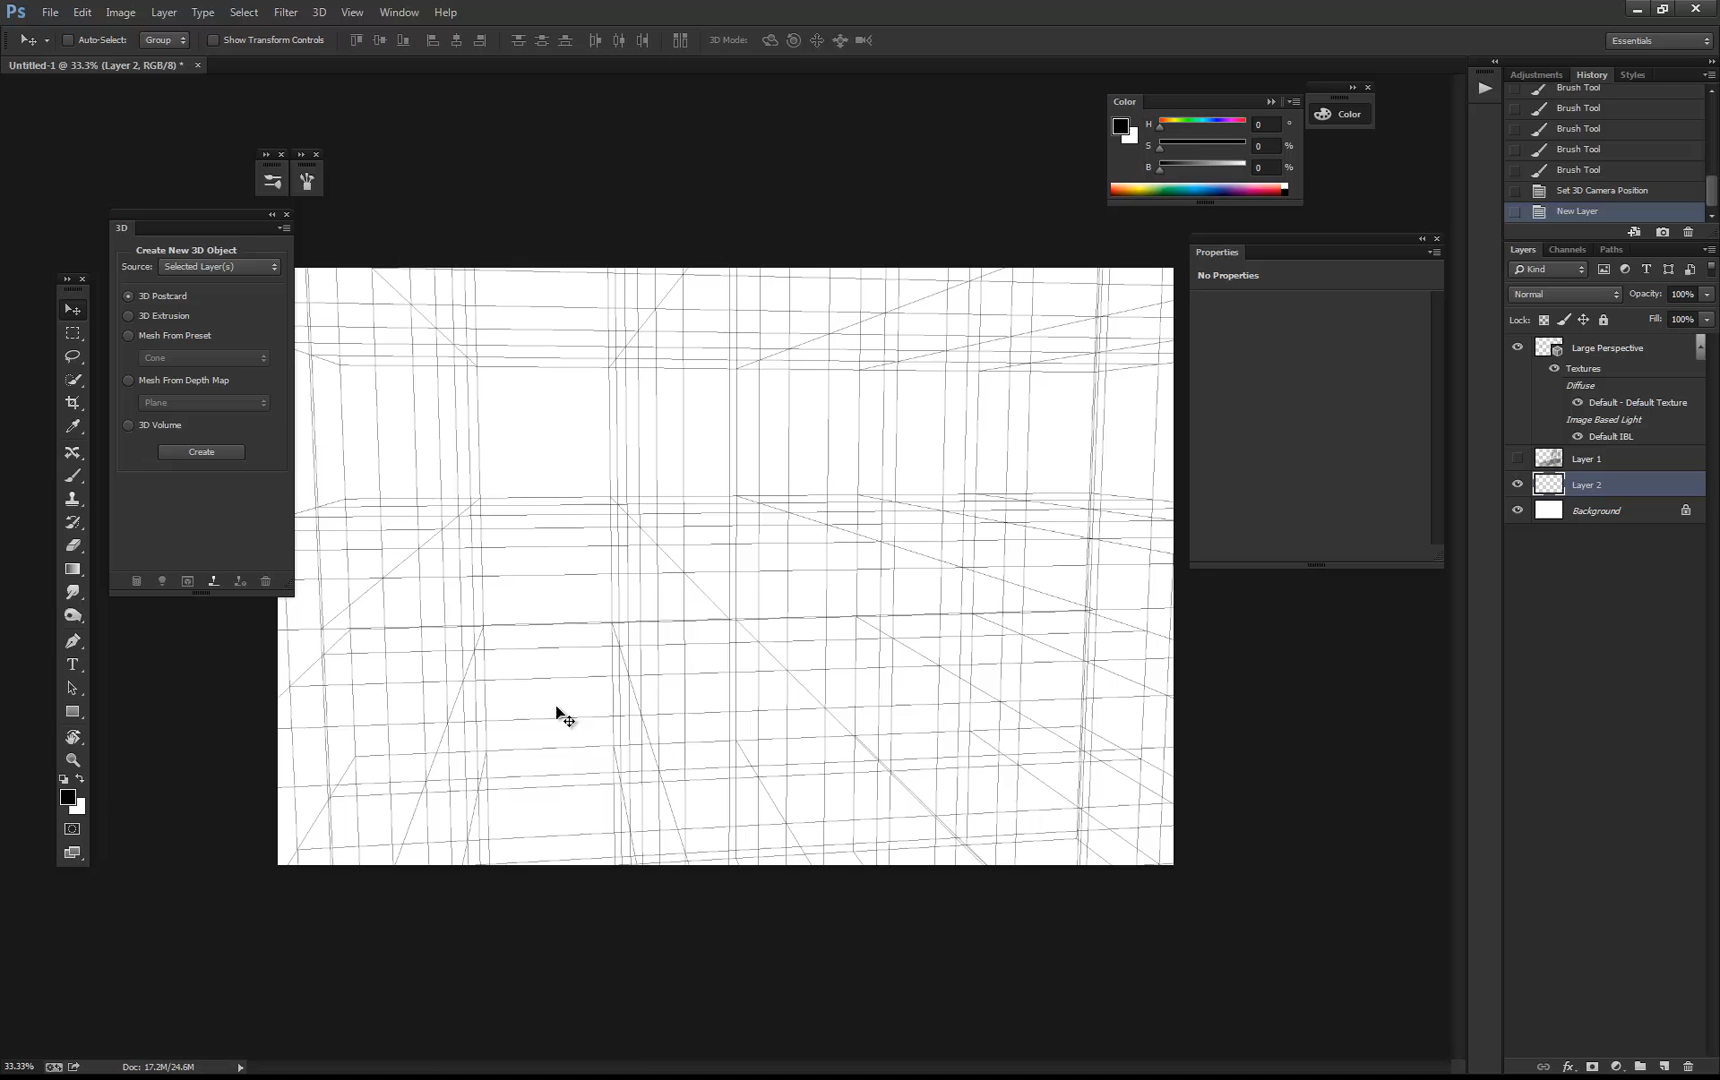 Ps File Edit Image Layer Type Select Filter 3D View Window Help
Auto-Select: Group Show Transform Controls 3D Mode: Essentials
Untitled-1 @ 33.3% (Layer 2, RGB/8) * ×
Adjustments History Styles
Brush Tool
Brush Tool
Brush Tool
Brush Tool
Brush Tool
Set 3D Camera Position
New Layer
Color
H 0 °
S 0 %
B 0 %
Color
3D
Create New 3D Object
Source: Selected Layer(s)
3D Postcard
3D Extrusion
Mesh From Preset
Cone
Mesh From Depth Map
Plane
3D Volume
Create
Properties
No Properties
Layers Channels Paths
Kind
Normal Opacity: 100%
Lock: Fill: 100%
Large Perspective
Textures
Diffuse
Default - Default Texture
Image Based Light
Default IBL
Layer 1
Layer 2
Background
33.33% Doc: 17.2M/24.6M